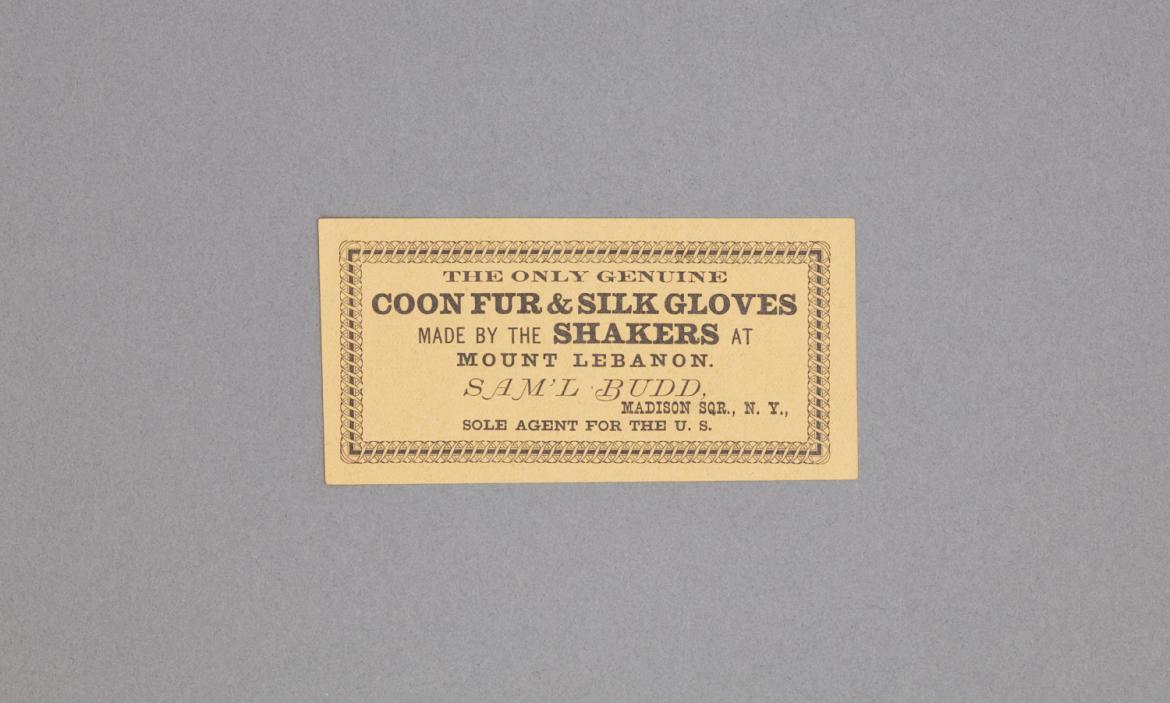 THE ONLY GENUINE
COON FUR & SILK GLOVES
MADE BY THE SHAKERS AT
MOUNT LEBANON.
SAM'L BUDD,
MADISON SQR., N. Y.,
SOLE AGENT FOR THE U. S.